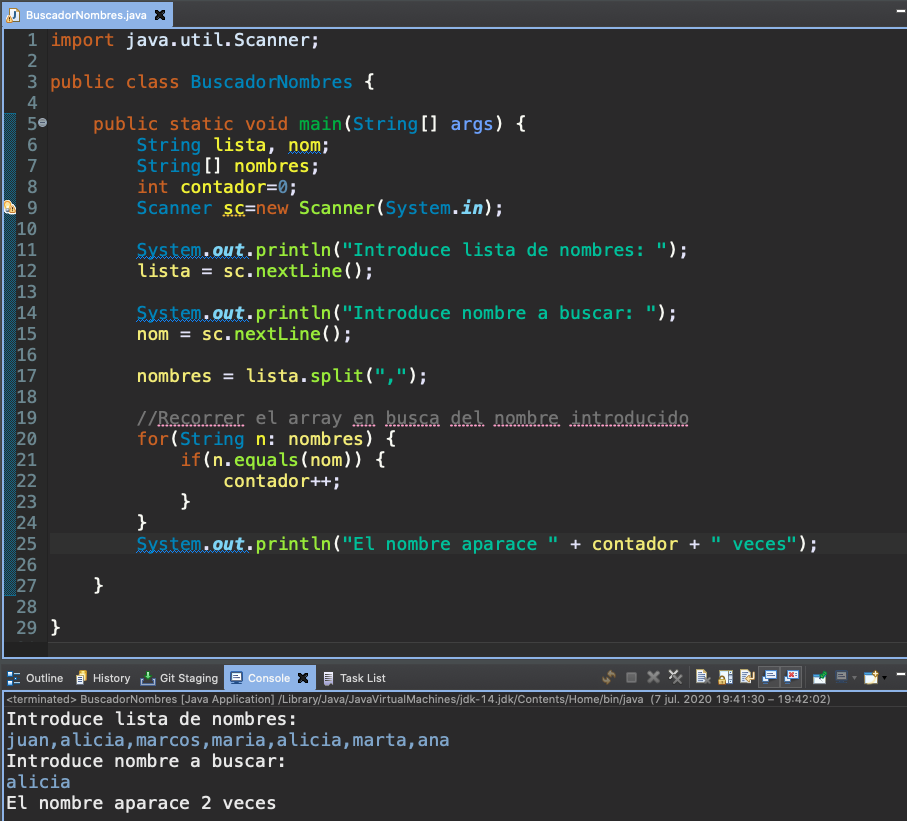 BuscadorNombres.java
1 import java.util.Scanner;
2
3 public class BuscadorNombres {
4
5     public static void main(String[] args) {
6         String lista, nom;
7         String[] nombres;
8         int contador=0;
9         Scanner sc=new Scanner(System.in);
10
11         System.out.println("Introduce lista de nombres: ");
12         lista = sc.nextLine();
13
14         System.out.println("Introduce nombre a buscar: ");
15         nom = sc.nextLine();
16
17         nombres = lista.split(",");
18
19         //Recorrer el array en busca del nombre introducido
20         for(String n: nombres) {
21             if(n.equals(nom)) {
22                 contador++;
23             }
24         }
25         System.out.println("El nombre aparace " + contador + " veces");
26
27     }
28
29 }
Outline History Git Staging Console Task List
<terminated> BuscadorNombres [Java Application] /Library/Java/JavaVirtualMachines/jdk-14.jdk/Contents/Home/bin/java (7 jul. 2020 19:41:30 – 19:42:02)
Introduce lista de nombres:
juan,alicia,marcos,maria,alicia,marta,ana
Introduce nombre a buscar:
alicia
El nombre aparace 2 veces